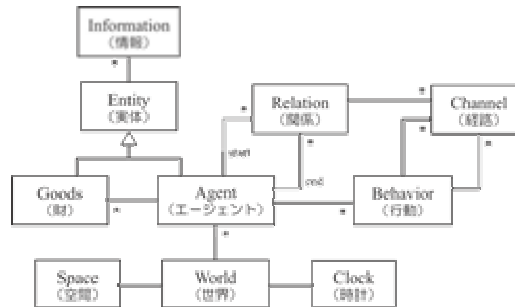 Information
(情報)
*
Entity
(実体)
Relation
(関係)
*
*
Channel
(経路)
*
*
*
*
start
end
Goods
(財)
*
Agent
(エージェント)
*
Behavior
(行動)
*
Space
(空間)
World
(世界)
Clock
(時計)